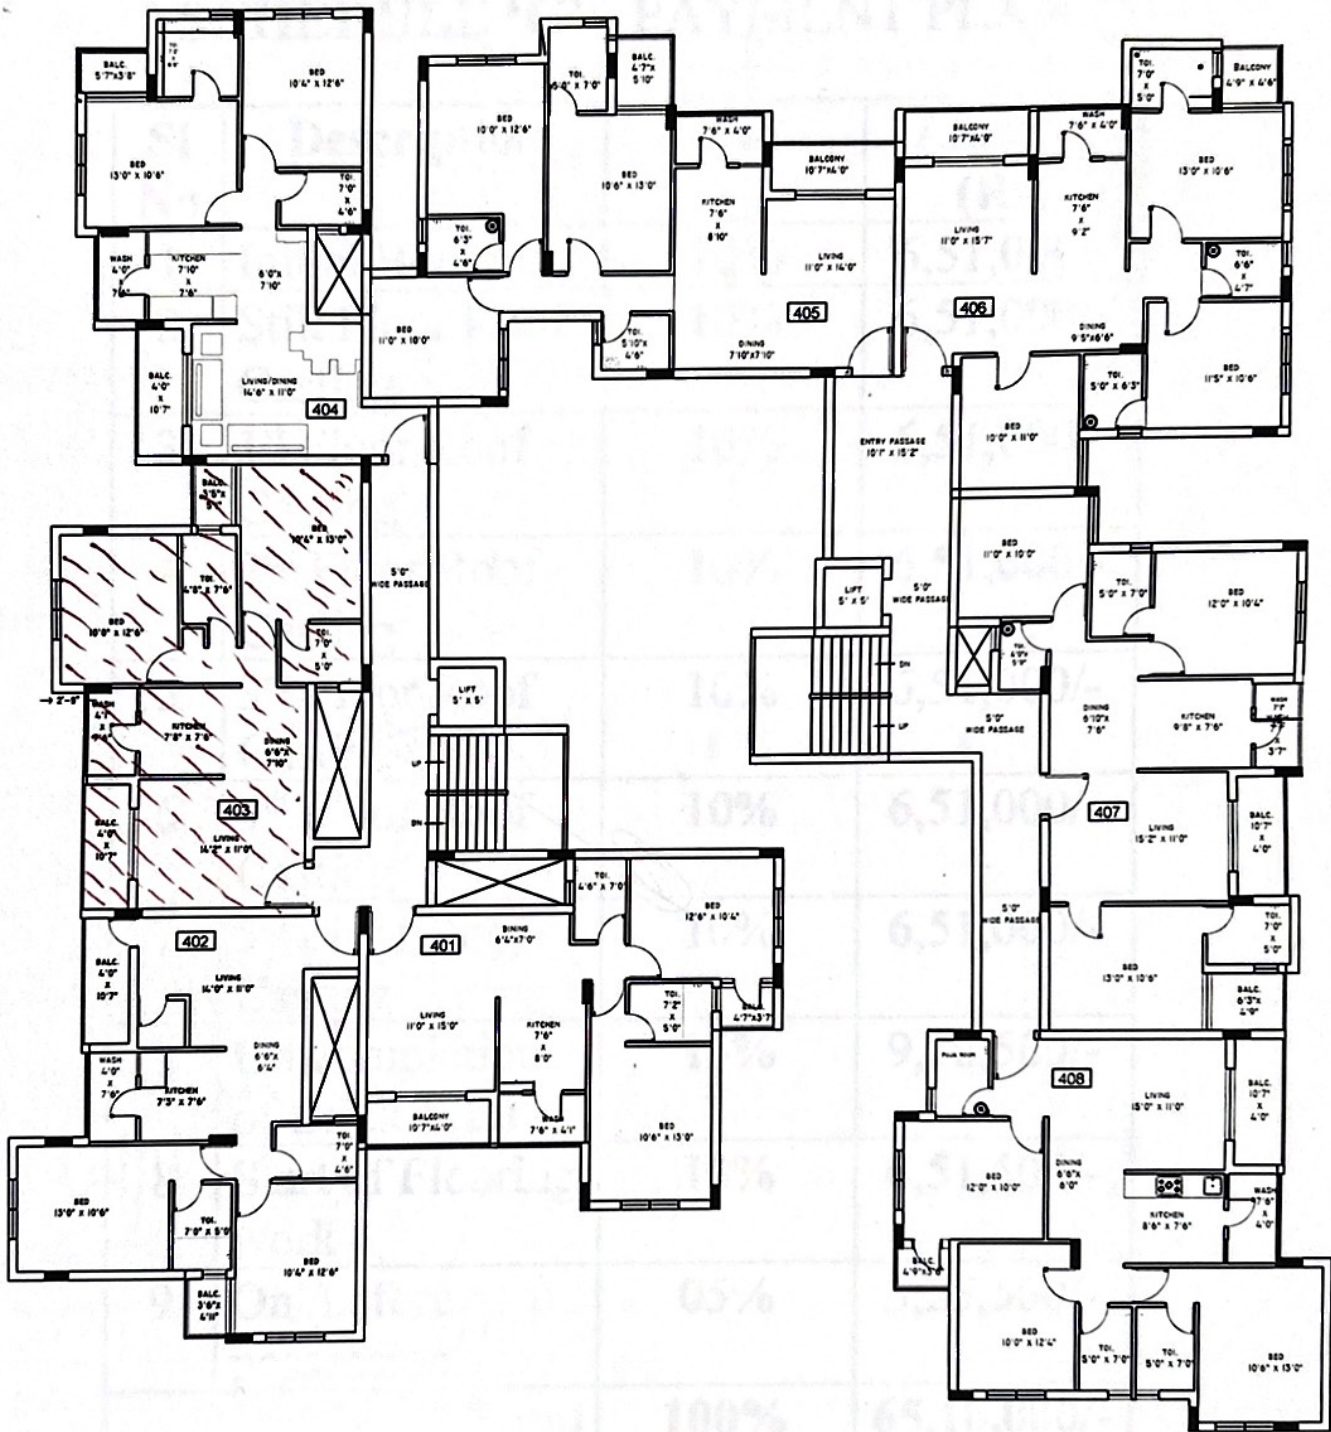 BALC.
5'7"X3'8"
TOI.
BED
10'4" X 12'6"
BED
13'0" X 10'6"
TOI.
7'0"
X
4'6"
WASH
4'0"
X
7'6"
KITCHEN
7'10"
X
7'6"
6'0"X
7'10"
BALC.
4'0"
X
10'7"
LIVING/DINING
14'6" X 11'0"
404
BED
10'0" X 12'6"
TOI.
5'0" X 7'0"
BALC.
4'7"X
5'10"
BED
10'6" X 13'0"
TOI.
6'3"
X
4'6"
BED
11'0" X 10'0"
TOI.
5'10"X
4'6"
WASH
7'6" X 4'0"
KITCHEN
7'6"
X
8'10"
BALCONY
10'7"X4'0"
LIVING
11'0" X 14'0"
405
DINING
7'10"X7'10"
BALCONY
10'7"X4'0"
WASH
7'6" X 4'0"
LIVING
11'0" X 15'7"
KITCHEN
7'6"
X
9'2"
406
DINING
9'5"X6'6"
TOI.
7'0"
X
5'0"
BALCONY
4'9" X 4'6"
BED
13'0" X 10'6"
TOI.
6'6"
X
4'7"
BED
11'5" X 10'6"
TOI.
5'0" X 6'3"
BED
10'0" X 11'0"
ENTRY PASSAGE
10'1" X 15'2"
BALC.
BED
10'4" X 13'0"
BED
10'0" X 12'6"
TOI.
4'8" X 7'6"
TOI.
7'0"
X
5'0"
2'-9"
WASH
KITCHEN
7'8" X 7'6"
DINING
6'6"X
7'10"
403
LIVING
14'2" X 11'0"
BALC.
4'0"
X
10'7"
5'0"
WIDE PASSAGE
LIFT
5' X 5'
UP
DN
LIFT
5' X 5'
5'0"
WIDE PASSAGE
DN
UP
BED
11'0" X 10'0"
TOI.
5'0" X 7'0"
BED
12'0" X 10'4"
TOI.
5'0"
WIDE PASSAGE
DINING
6'10"X
7'6"
KITCHEN
9'8" X 7'6"
WASH
3'7"
407
LIVING
15'2" X 11'0"
BALC.
10'7"
X
4'0"
5'0"
WIDE PASSAGE
BED
13'0" X 10'6"
TOI.
7'0"
X
5'0"
BALC.
6'3"X
4'9"
402
BALC.
4'0"
X
10'7"
LIVING
14'0" X 11'0"
DINING
6'6"X
6'4"
WASH
4'0"
X
7'6"
KITCHEN
7'3" X 7'6"
BED
13'0" X 10'6"
TOI.
7'0" X 5'0"
TOI
7'0"
X
4'6"
BED
10'4" X 12'6"
BALC.
3'6"X
4'11"
401
DINING
6'4"X7'0"
TOI.
4'6" X 7'0"
BED
12'6" X 10'4"
LIVING
11'0" X 15'0"
KITCHEN
7'6"
X
8'0"
TOI.
7'2"
X
5'0"
BALC.
4'7"X3'7"
BALCONY
10'7"X4'0"
WASH
7'6" X 4'1"
BED
10'6" X 13'0"
PUJA ROOM
408
LIVING
15'0" X 11'0"
BALC.
10'7"
X
4'0"
BED
12'0" X 10'0"
DINING
6'6"X
6'0"
KITCHEN
8'6" X 7'6"
WASH
7'6"
X
4'0"
BALC.
BED
10'0" X 12'4"
TOI.
5'0" X 7'0"
TOI.
5'0" X 7'0"
BED
10'6" X 13'0"
10%
6,51,000
100%